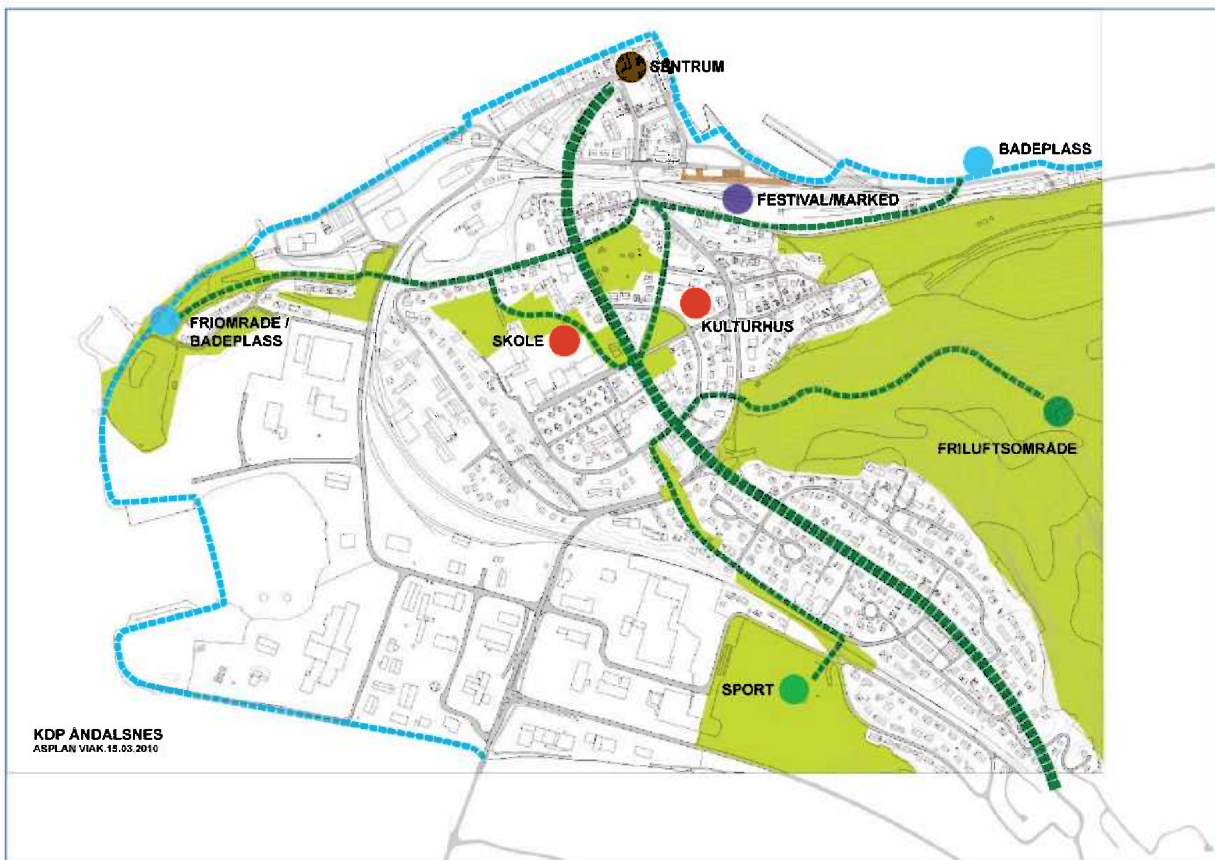 SENTRUM
BADEPLASS
FESTIVAL/MARKED
FRIOMRÅDE /
BADEPLASS
SKOLE
KULTURHUS
FRILUFTSOMRÅDE
SPORT
KDP ÅNDALSNES
ASPLAN VIAK.15.03.2010